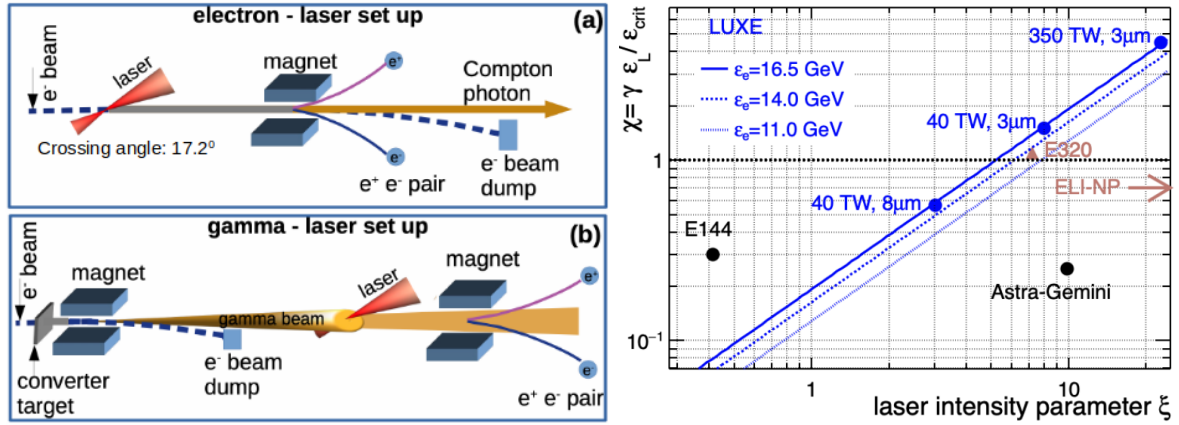 electron - laser set up
(a)
e⁻ beam
laser
magnet
e⁺
Compton
photon
Crossing angle: 17.2⁰
e⁻
e⁺ e⁻ pair
e⁻ beam
dump
gamma - laser set up
(b)
e⁻ beam
magnet
laser
magnet
e⁺
gamma beam
e⁻ beam
dump
e⁻
converter
target
e⁺ e⁻ pair
χ= γ ε_L / ε_crit
LUXE
ε_e=16.5 GeV
ε_e=14.0 GeV
ε_e=11.0 GeV
350 TW, 3μm
40 TW, 3μm
E320
1
ELI-NP
40 TW, 8μm
E144
Astra-Gemini
10⁻¹
1
10
laser intensity parameter ξ